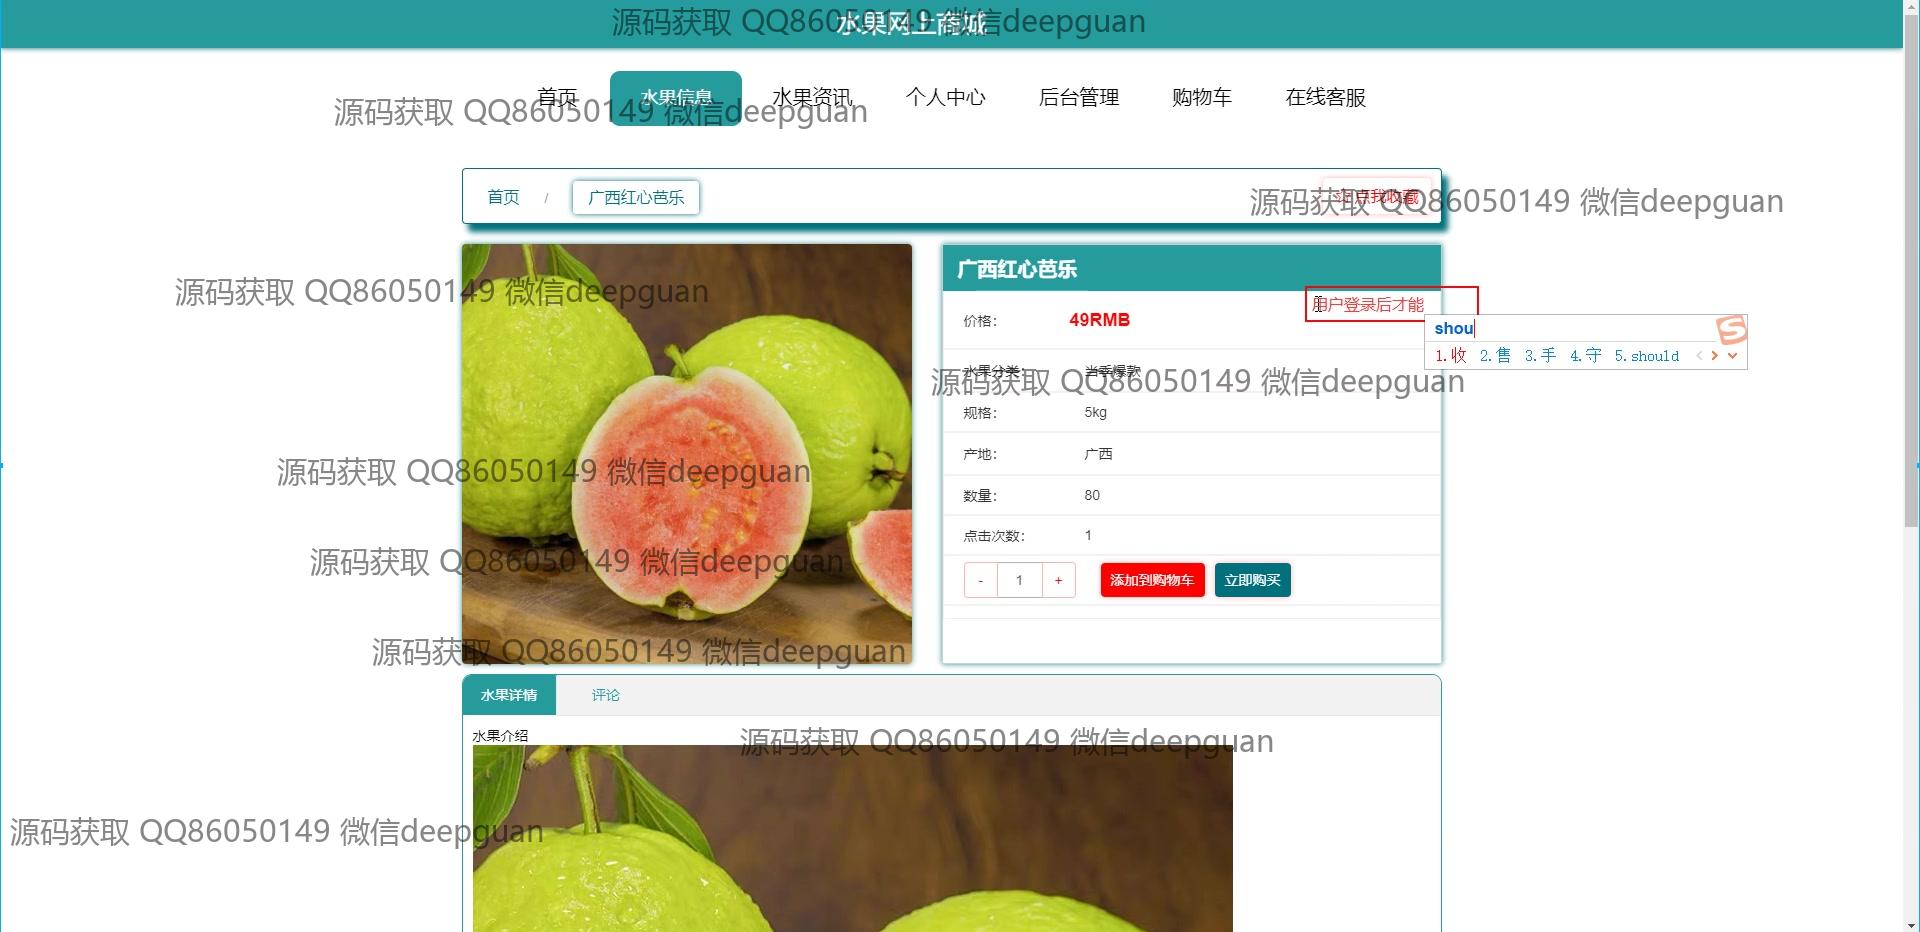 水果网上商城
源码获取 QQ86050149 微信deepguan
首页 水果信息 水果资讯 个人中心 后台管理 购物车 在线客服
源码获取 QQ86050149 微信deepguan
首页 / 广西红心芭乐 点我收藏
源码获取 QQ86050149 微信deepguan
广西红心芭乐
源码获取 QQ86050149 微信deepguan
用户登录后才能
价格： 49RMB
shou
1.收 2.售 3.手 4.守 5.should
水果分类： 当季爆款
源码获取 QQ86050149 微信deepguan
规格： 5kg
产地： 广西
源码获取 QQ86050149 微信deepguan
数量： 80
点击次数： 1
源码获取 QQ86050149 微信deepguan
- 1 + 添加到购物车 立即购买
源码获取 QQ86050149 微信deepguan
水果详情 评论
水果介绍
源码获取 QQ86050149 微信deepguan
源码获取 QQ86050149 微信deepguan